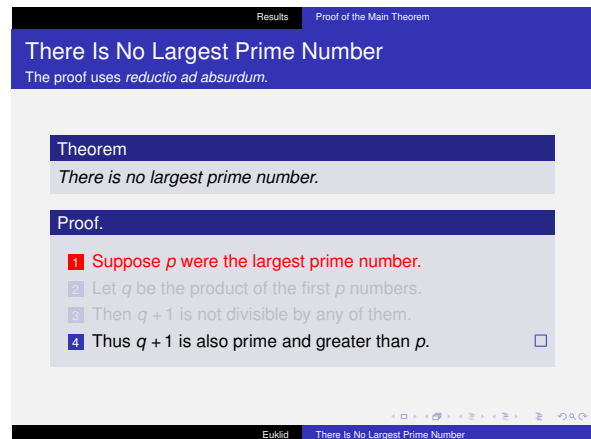 Results Proof of the Main Theorem
There Is No Largest Prime Number
The proof uses reductio ad absurdum.
Theorem
There is no largest prime number.
Proof.
1 Suppose p were the largest prime number.
2 Let q be the product of the first p numbers.
3 Then q + 1 is not divisible by any of them.
4 Thus q + 1 is also prime and greater than p.
Euklid There Is No Largest Prime Number